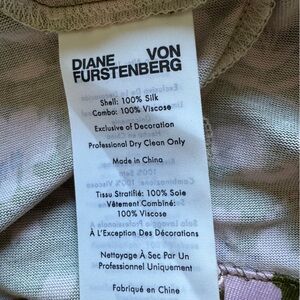 DIANE VON
FURSTENBERG
Shell: 100% Silk
Combo: 100% Viscose
Exclusive of Decoration
Professional Dry Clean Only
Made in China
Tissu Stratifié: 100% Soie
Vêtement Combiné:
100% Viscose
À L'Exception Des Décorations
Nettoyage À Sec Par Un
Professionnel Uniquement
Fabriqué en Chine